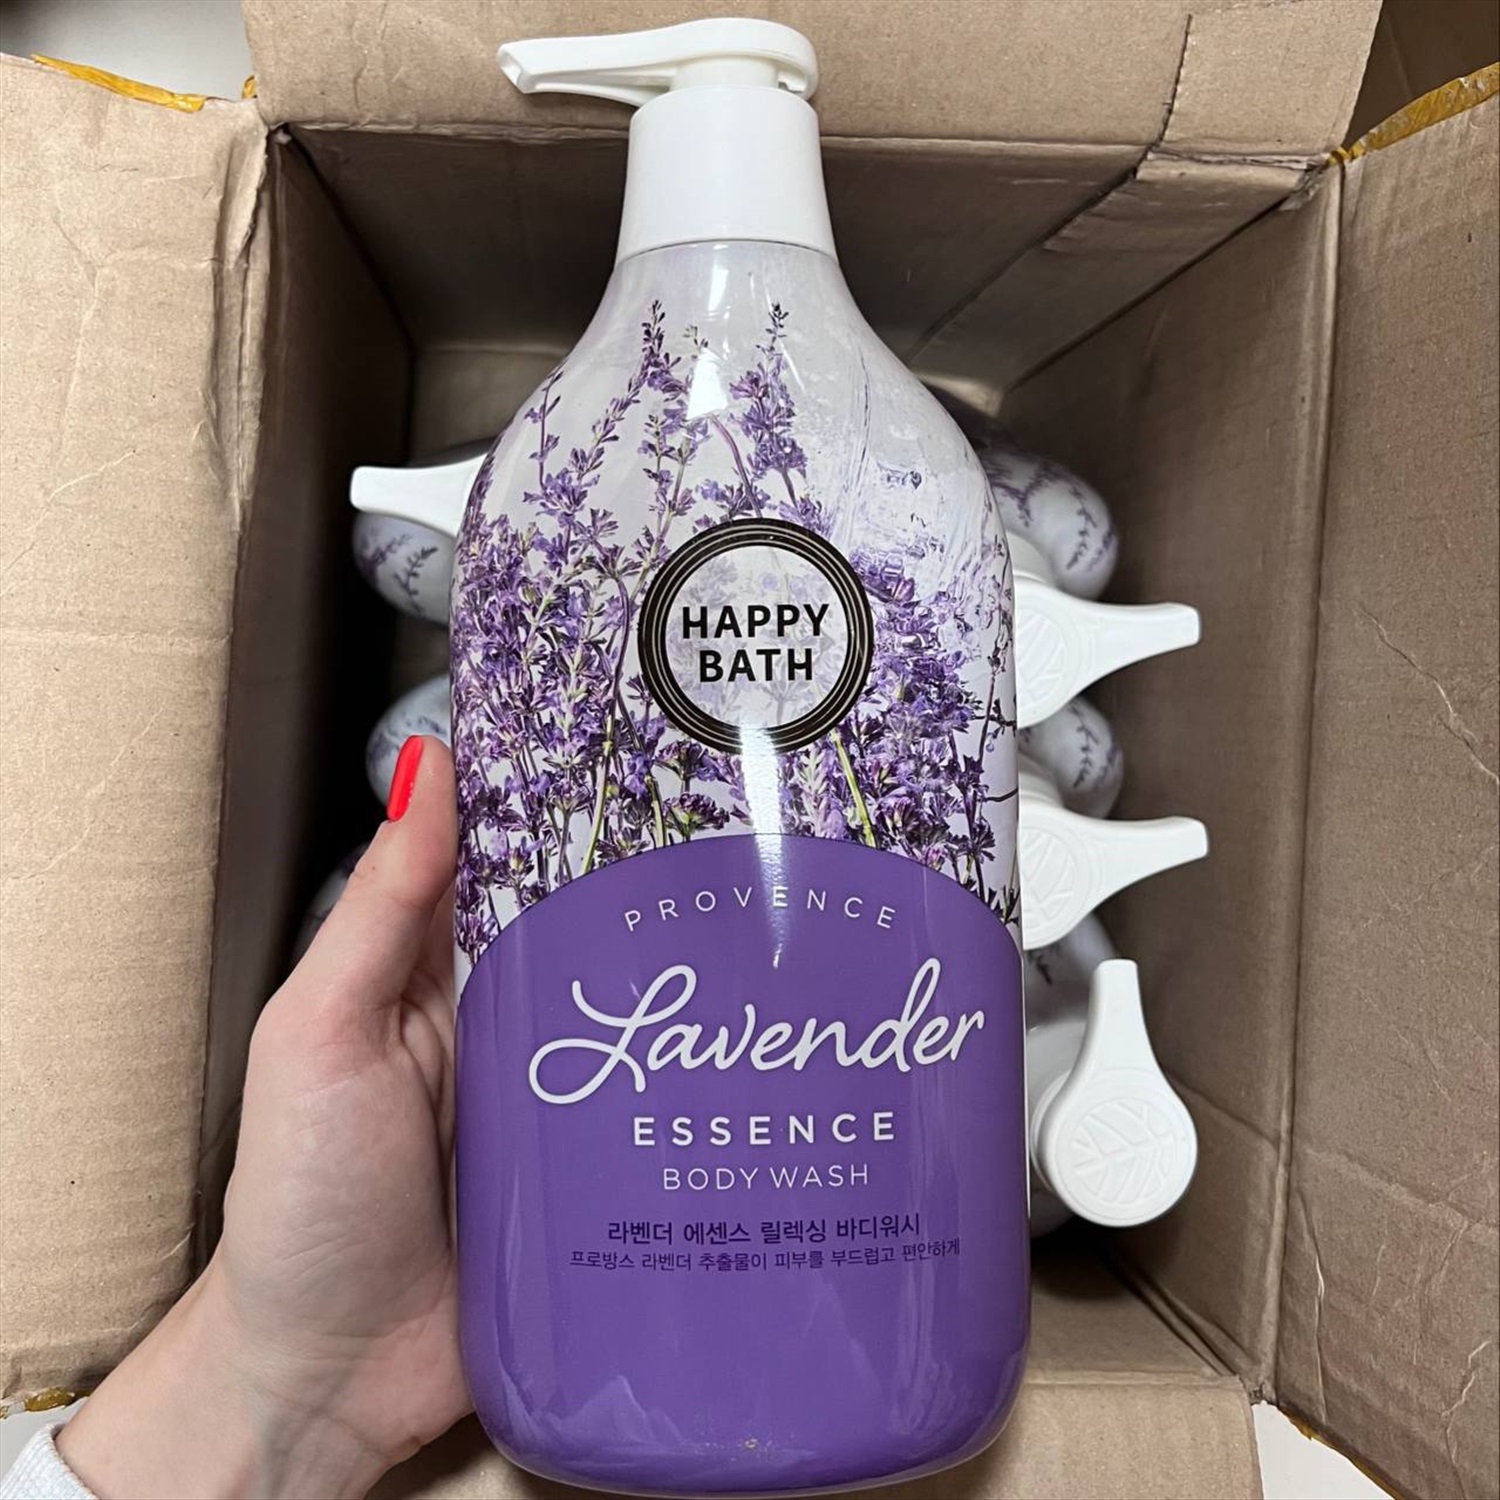 HAPPY
BATH
PROVENCE
Lavender
ESSENCE
BODY WASH
라벤더 에센스 릴렉싱 바디워시
프로방스 라벤더 추출물이 피부를 부드럽고 편안하게